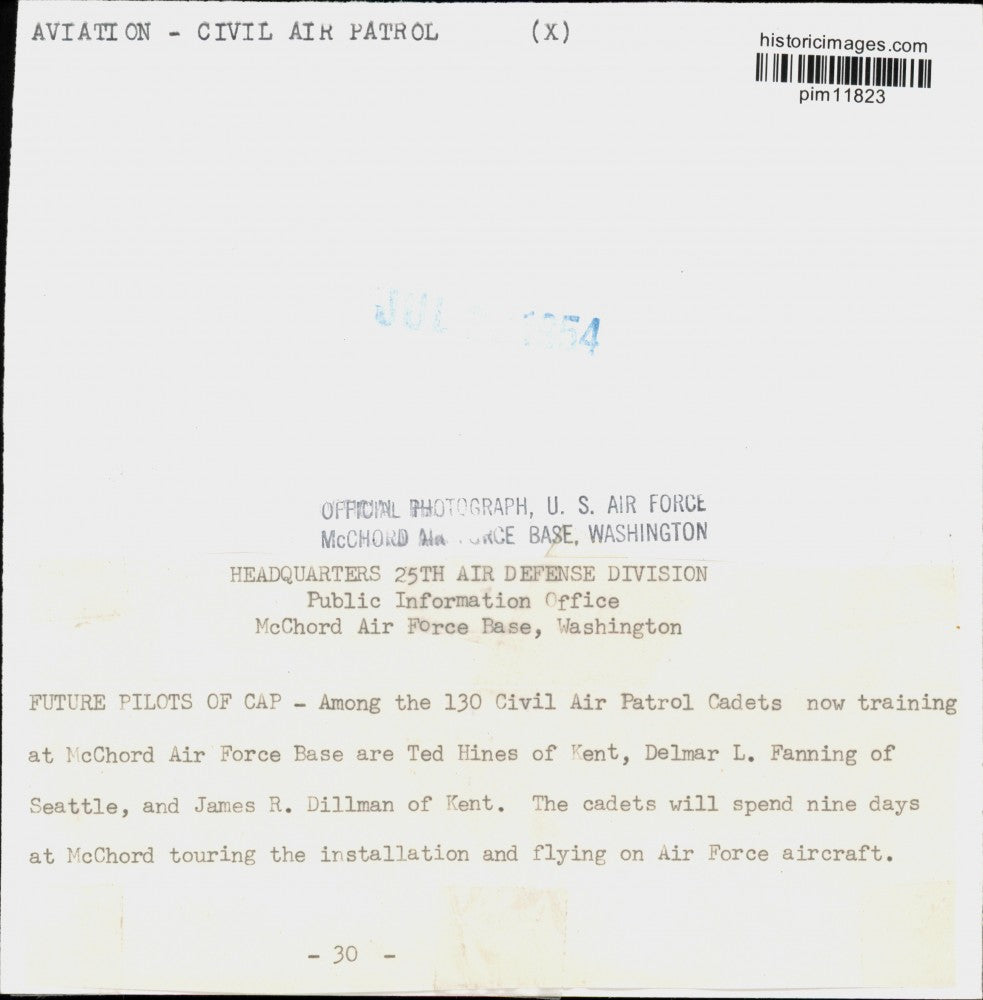 AVIATION - CIVIL AIR PATROL (X)
historicimages.com
pim11823
JUL 1954
OFFICIAL PHOTOGRAPH, U. S. AIR FORCE
McCHORD AIR FORCE BASE, WASHINGTON
HEADQUARTERS 25TH AIR DEFENSE DIVISION
Public Information Office
McChord Air Force Base, Washington
FUTURE PILOTS OF CAP - Among the 130 Civil Air Patrol Cadets now training
at McChord Air Force Base are Ted Hines of Kent, Delmar L. Fanning of
Seattle, and James R. Dillman of Kent. The cadets will spend nine days
at McChord touring the installation and flying on Air Force aircraft.
- 30 -